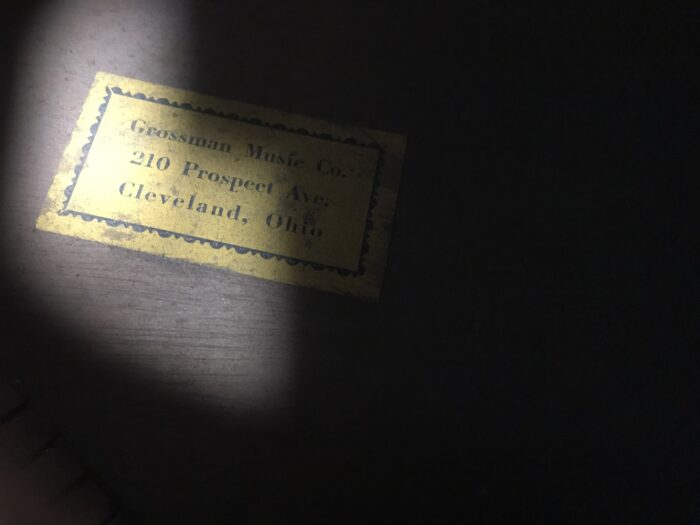 Grossman Music Co.
210 Prospect Ave.
Cleveland, Ohio